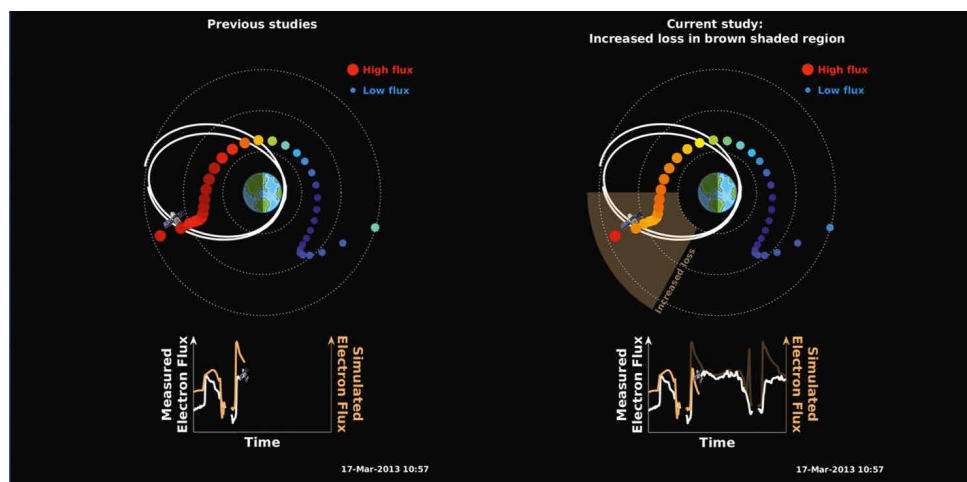 Previous studies
High flux
Low flux
Measured
Electron Flux
Simulated
Electron Flux
Time
17-Mar-2013 10:57
Current study:
Increased loss in brown shaded region
High flux
Low flux
Increased loss
Measured
Electron Flux
Simulated
Electron Flux
Time
17-Mar-2013 10:57